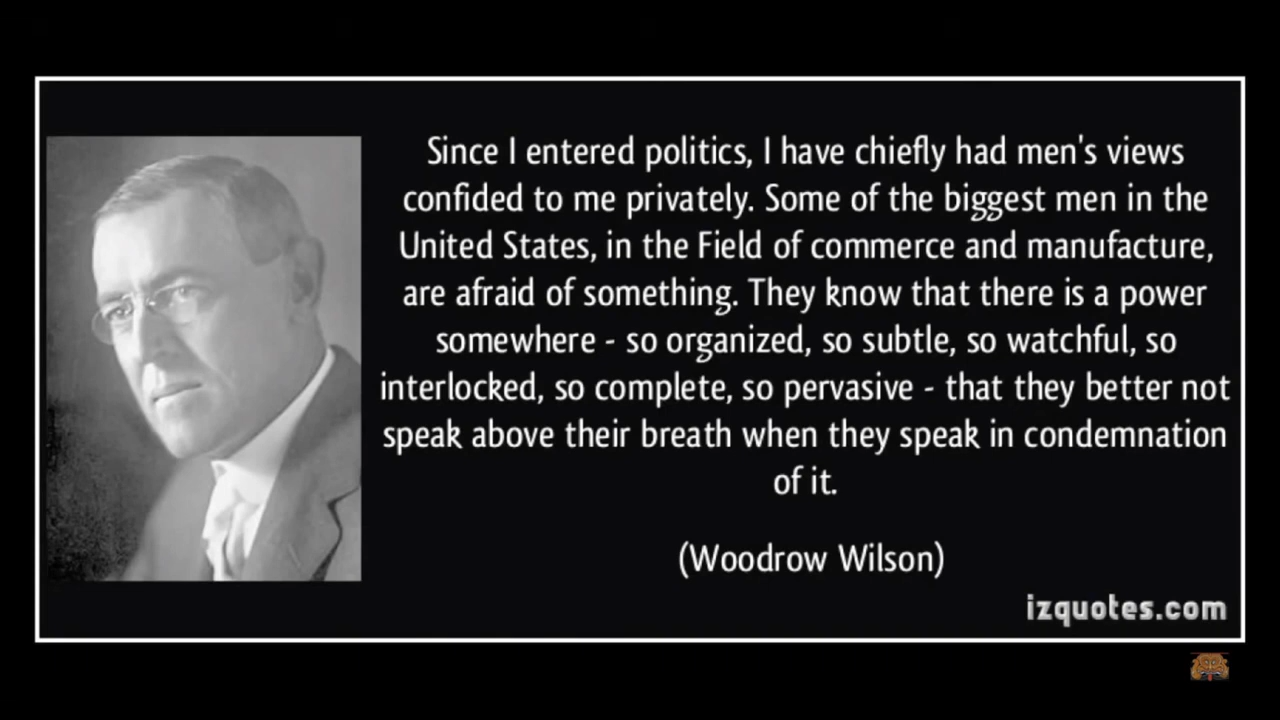 Since I entered politics, I have chiefly had men's views
confided to me privately. Some of the biggest men in the
United States, in the Field of commerce and manufacture,
are afraid of something. They know that there is a power
somewhere - so organized, so subtle, so watchful, so
interlocked, so complete, so pervasive - that they better not
speak above their breath when they speak in condemnation
of it.
(Woodrow Wilson)
izquotes.com